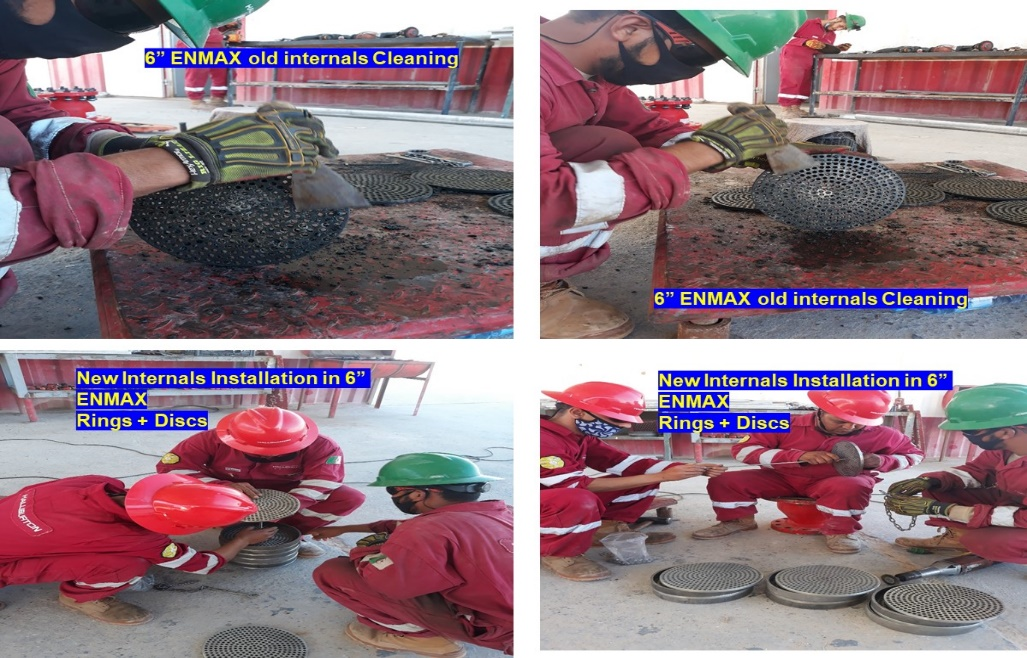 6” ENMAX old internals Cleaning
6” ENMAX old internals Cleaning
New Internals Installation in 6”
ENMAX
Rings + Discs
New Internals Installation in 6”
ENMAX
Rings + Discs